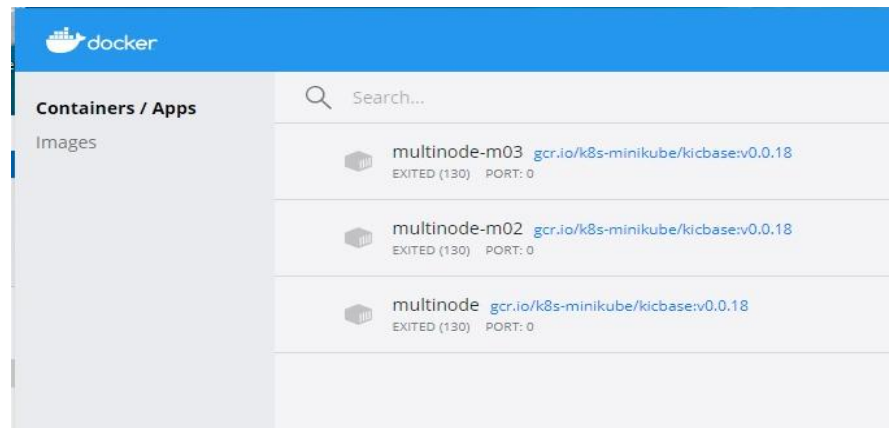 docker
Containers / Apps
Images
Search...
multinode-m03 gcr.io/k8s-minikube/kicbase:v0.0.18
EXITED (130) PORT: 0
multinode-m02 gcr.io/k8s-minikube/kicbase:v0.0.18
EXITED (130) PORT: 0
multinode gcr.io/k8s-minikube/kicbase:v0.0.18
EXITED (130) PORT: 0